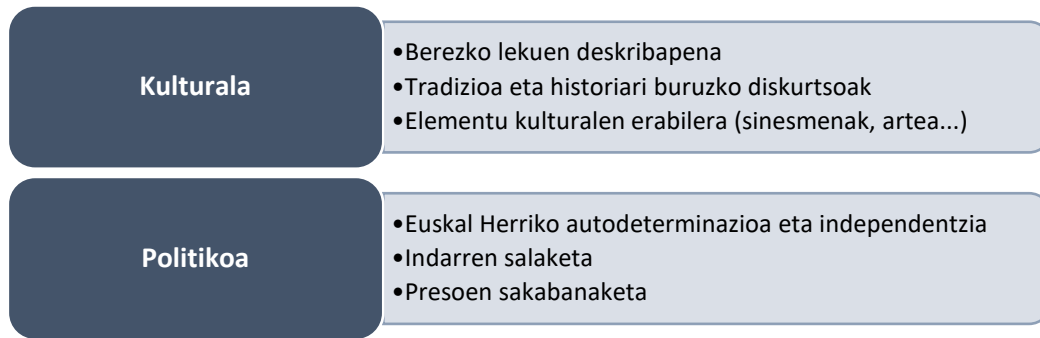 Kulturala
•Berezko lekuen deskribapena
•Tradizioa eta historiari buruzko diskurtsoak
•Elementu kulturalen erabilera (sinesmenak, artea...)
Politikoa
•Euskal Herriko autodeterminazioa eta independentzia
•Indarren salaketa
•Presoen sakabanaketa